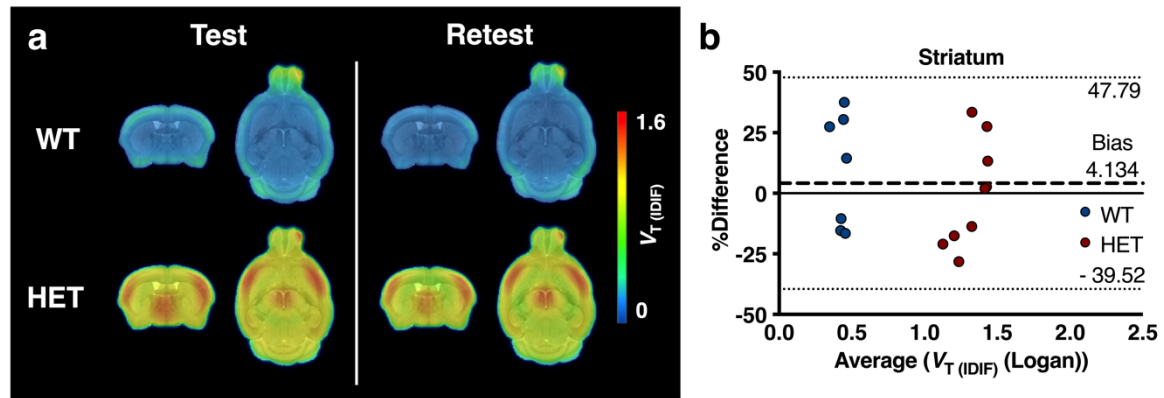 a
Test
Retest
WT
HET
1.6
V T (IDIF)
0
b
Striatum
50
25
0
-25
-50
%Difference
47.79
Bias
4.134
WT
HET
- 39.52
0.0 0.5 1.0 1.5 2.0 2.5
Average (V T (IDIF) (Logan))